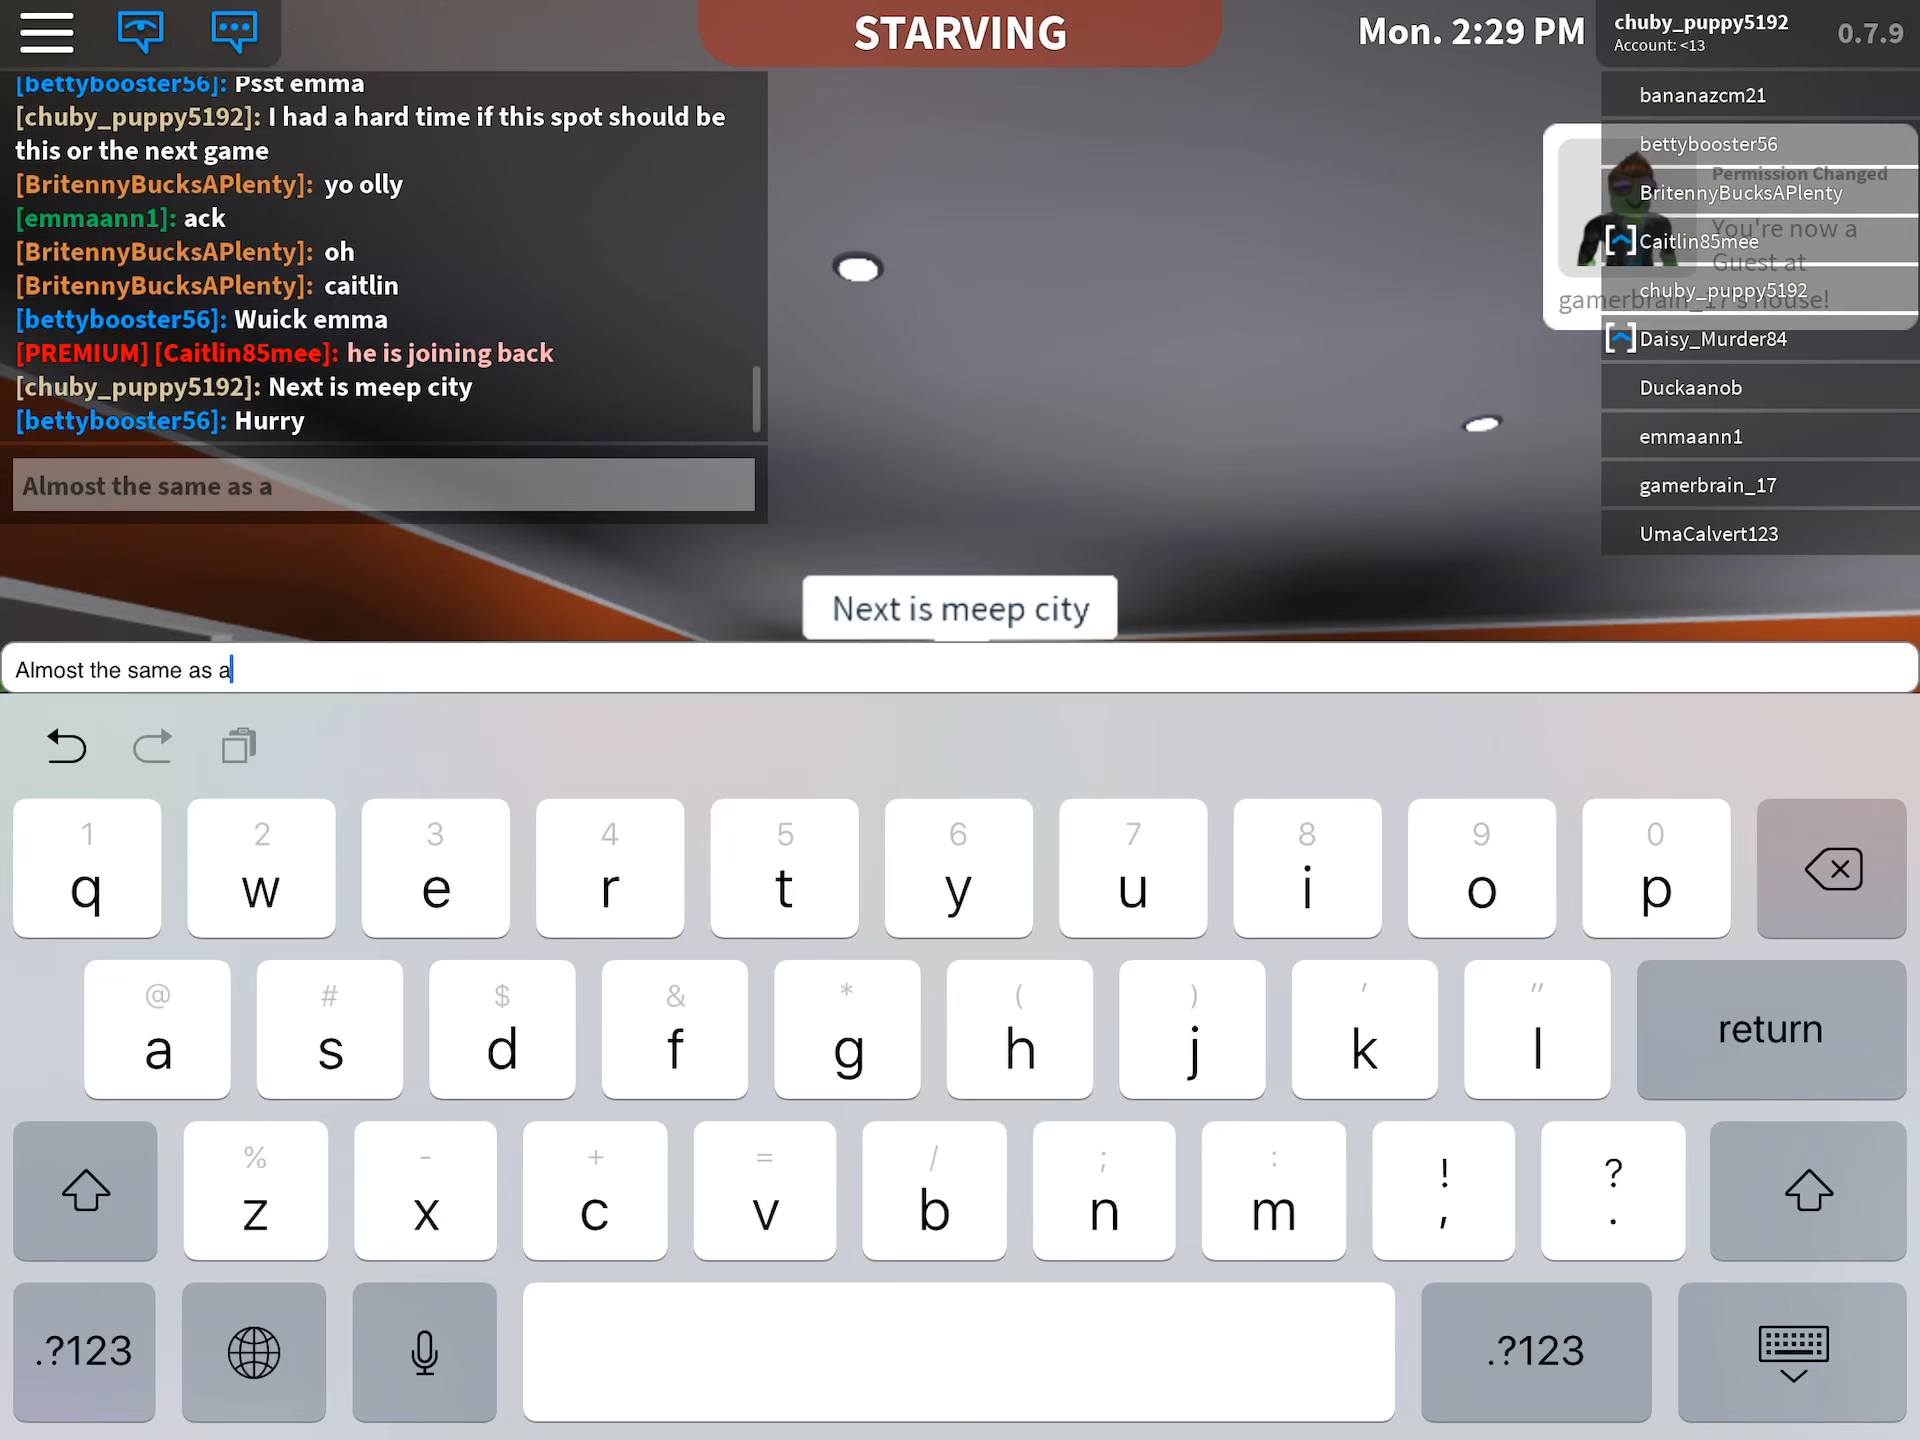 STARVING
Mon. 2:29 PM
chuby_puppy5192
Account: <13
0.7.9
[bettybooster56]: Psst emma
[chuby_puppy5192]: I had a hard time if this spot should be
this or the next game
[BritennyBucksAPlenty]: yo olly
[emmaann1]: ack
[BritennyBucksAPlenty]: oh
[BritennyBucksAPlenty]: caitlin
[bettybooster56]: Wuick emma
[PREMIUM] [Caitlin85mee]: he is joining back
[chuby_puppy5192]: Next is meep city
[bettybooster56]: Hurry
Almost the same as a
bananazcm21
bettybooster56
BritennyBucksAPlenty
Caitlin85mee
chuby_puppy5192
Daisy_Murder84
Duckaanob
emmaann1
gamerbrain_17
UmaCalvert123
Permission Changed
You're now a
Guest at
gamerbrain_17's house!
Next is meep city
Almost the same as a
1 2 3 4 5 6 7 8 9 0
q w e r t y u i o p
@ # $ & * ( ) ' "
a s d f g h j k l return
% - + = / ; : ! ?
z x c v b n m , .
.?123 .?123